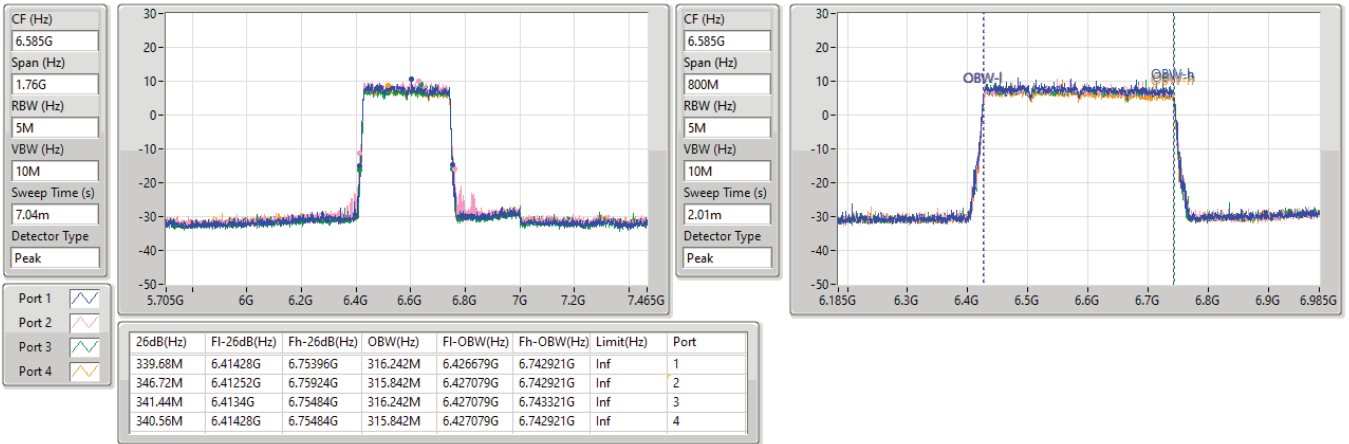 CF (Hz)
6.585G
Span (Hz)
1.76G
RBW (Hz)
5M
VBW (Hz)
10M
Sweep Time (s)
7.04m
Detector Type
Peak
30
20
10
0
-10
-20
-30
-40
-50
5.705G 6G 6.2G 6.4G 6.6G 6.8G 7G 7.2G 7.465G
CF (Hz)
6.585G
Span (Hz)
800M
RBW (Hz)
5M
VBW (Hz)
10M
Sweep Time (s)
2.01m
Detector Type
Peak
30
20
10
0
-10
-20
-30
-40
-50
OBW-l OBW-h
6.185G 6.3G 6.4G 6.5G 6.6G 6.7G 6.8G 6.9G 6.985G
Port 1
Port 2
Port 3
Port 4
26dB(Hz) Fl-26dB(Hz) Fh-26dB(Hz) OBW(Hz) Fl-OBW(Hz) Fh-OBW(Hz) Limit(Hz) Port
339.68M 6.41428G 6.75396G 316.242M 6.426679G 6.742921G Inf 1
346.72M 6.41252G 6.75924G 315.842M 6.427079G 6.742921G Inf 2
341.44M 6.4134G 6.75484G 316.242M 6.427079G 6.743321G Inf 3
340.56M 6.41428G 6.75484G 315.842M 6.427079G 6.742921G Inf 4